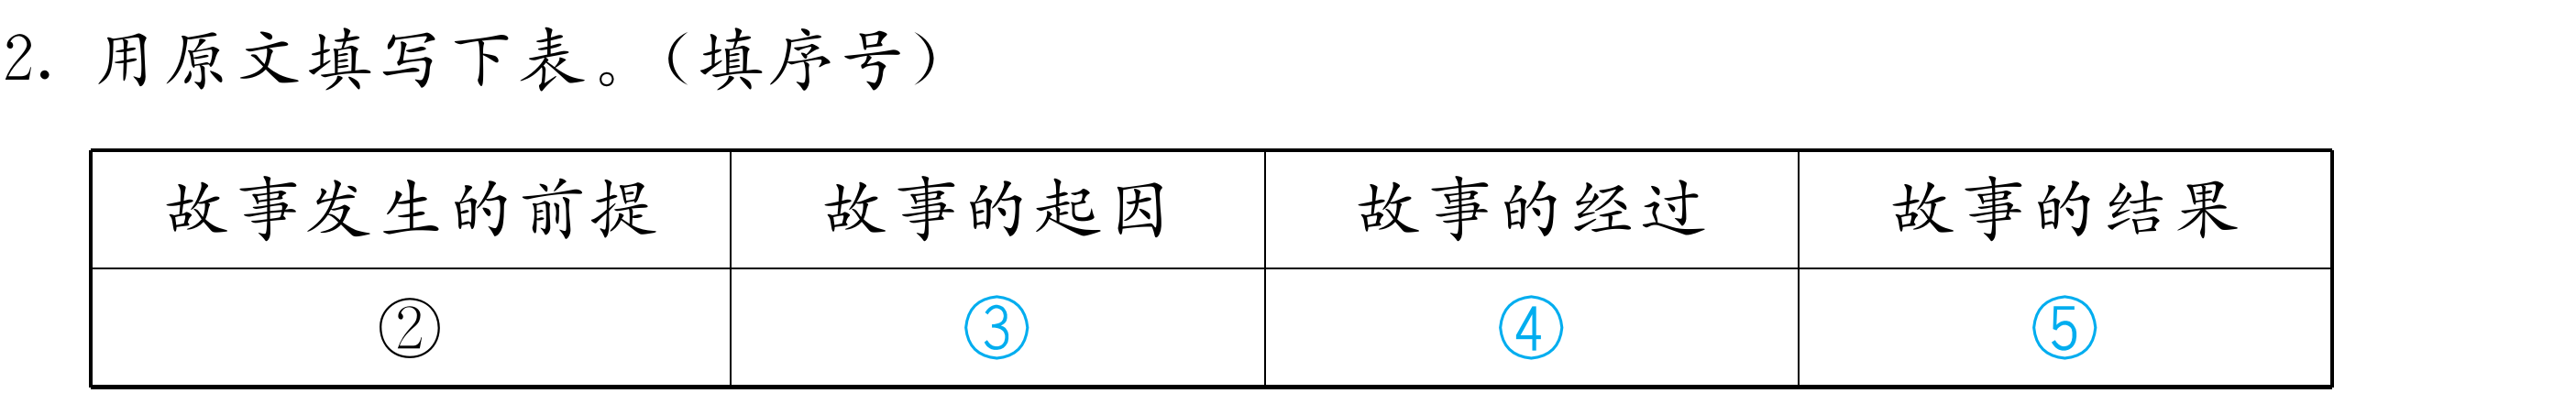 2. 用原文填写下表。(填序号)
故事发生的前提 故事的起因 故事的经过 故事的结果
② ③ ④ ⑤